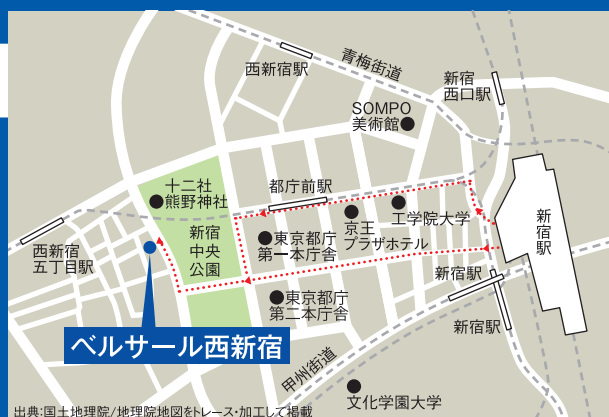 青梅街道
西新宿駅
新宿
西口駅
SOMPO
美術館
十二社
熊野神社
都庁前駅
工学院大学
京王
プラザホテル
新宿
中央
公園
東京都庁
第一本庁舎
新宿駅
西新宿
五丁目駅
新宿駅
東京都庁
第二本庁舎
新宿駅
ベルサール西新宿
甲州街道
文化学園大学
出典:国土地理院/地理院地図をトレース・加工して掲載